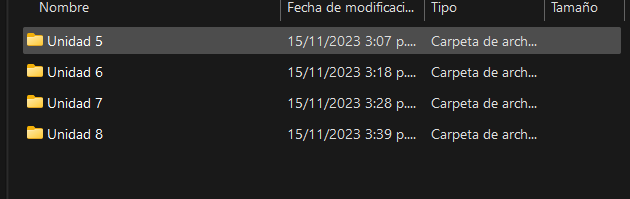 Nombre Fecha de modificaci... Tipo Tamaño
Unidad 5 15/11/2023 3:07 p.... Carpeta de arch...
Unidad 6 15/11/2023 3:18 p.... Carpeta de arch...
Unidad 7 15/11/2023 3:28 p.... Carpeta de arch...
Unidad 8 15/11/2023 3:39 p.... Carpeta de arch...